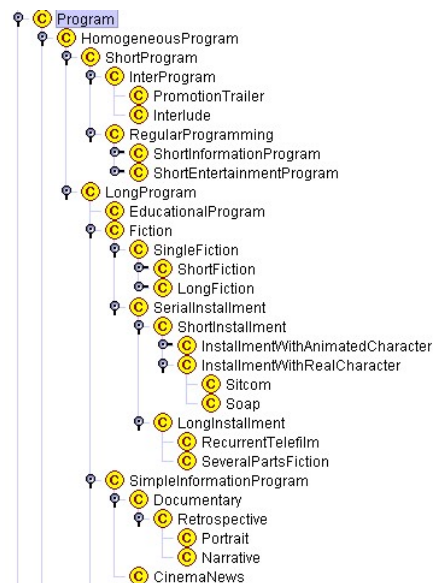 C Program
C HomogeneousProgram
C ShortProgram
C InterProgram
C PromotionTrailer
C Interlude
C RegularProgramming
C ShortInformationProgram
C ShortEntertainmentProgram
C LongProgram
C EducationalProgram
C Fiction
C SingleFiction
C ShortFiction
C LongFiction
C SerialInstallment
C ShortInstallment
C InstallmentWithAnimatedCharacter
C InstallmentWithRealCharacter
C Sitcom
C Soap
C LongInstallment
C RecurrentTelefilm
C SeveralPartsFiction
C SimpleInformationProgram
C Documentary
C Retrospective
C Portrait
C Narrative
C CinemaNews